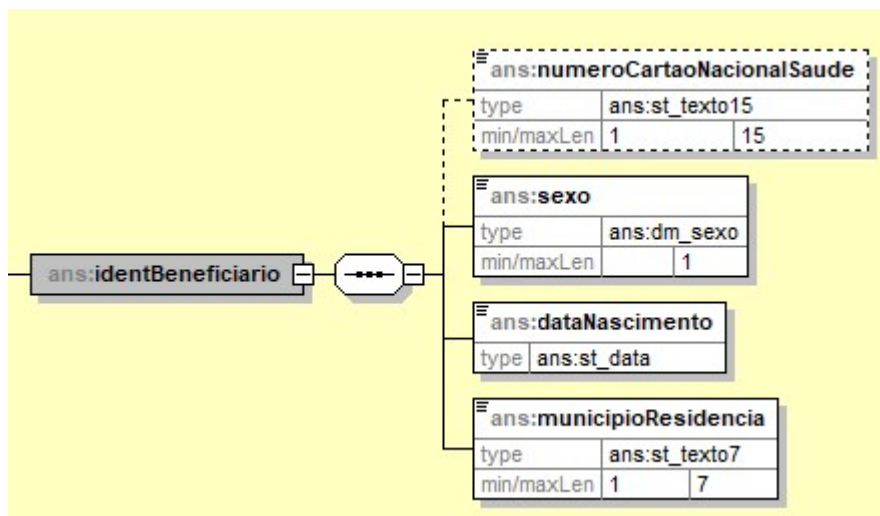 ans:numeroCartaoNacionalSaude
type ans:st_texto15
min/maxLen 1 15
ans:sexo
type ans:dm_sexo
min/maxLen 1
ans:identBeneficiario
ans:dataNascimento
type ans:st_data
ans:municipioResidencia
type ans:st_texto7
min/maxLen 1 7